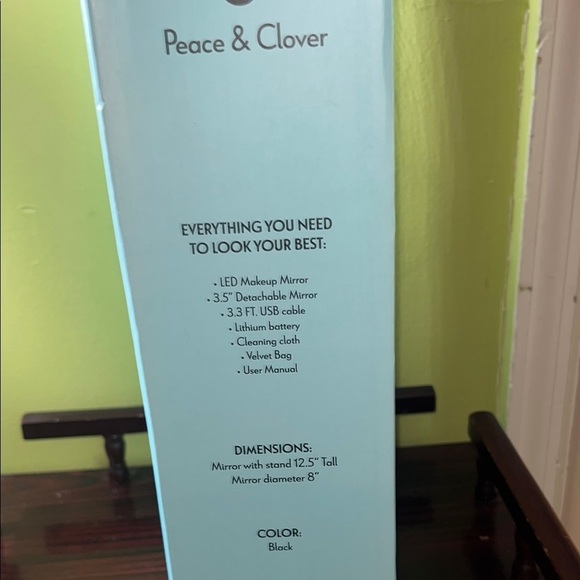 Peace & Clover
EVERYTHING YOU NEED
TO LOOK YOUR BEST:
• LED Makeup Mirror
• 3.5" Detachable Mirror
• 3.3 FT. USB cable
• Lithium battery
• Cleaning cloth
• Velvet Bag
• User Manual
DIMENSIONS:
Mirror with stand 12.5" Tall
Mirror diameter 8"
COLOR:
Black